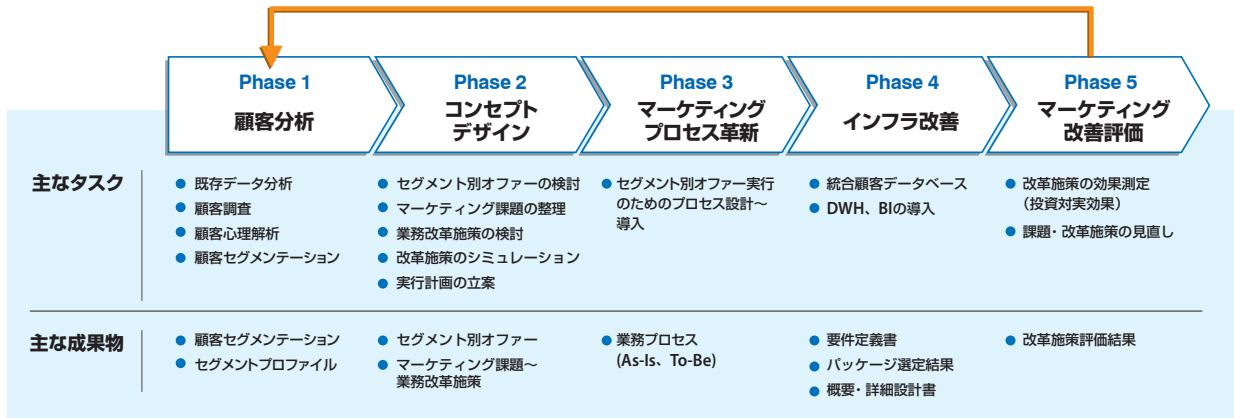 Phase 1
顧客分析
Phase 2
コンセプト
デザイン
Phase 3
マーケティング
プロセス革新
Phase 4
インフラ改善
Phase 5
マーケティング
改善評価
主なタスク
● 既存データ分析
● 顧客調査
● 顧客心理解析
● 顧客セグメンテーション
● セグメント別オファーの検討
● マーケティング課題の整理
● 業務改革施策の検討
● 改革施策のシミュレーション
● 実行計画の立案
● セグメント別オファー実行
のためのプロセス設計～
導入
● 統合顧客データベース
● DWH、BIの導入
● 改革施策の効果測定
（投資対実効果）
● 課題・改革施策の見直し
主な成果物
● 顧客セグメンテーション
● セグメントプロファイル
● セグメント別オファー
● マーケティング課題～
業務改革施策
● 業務プロセス
(As-Is、To-Be)
● 要件定義書
● パッケージ選定結果
● 概要・詳細設計書
● 改革施策評価結果